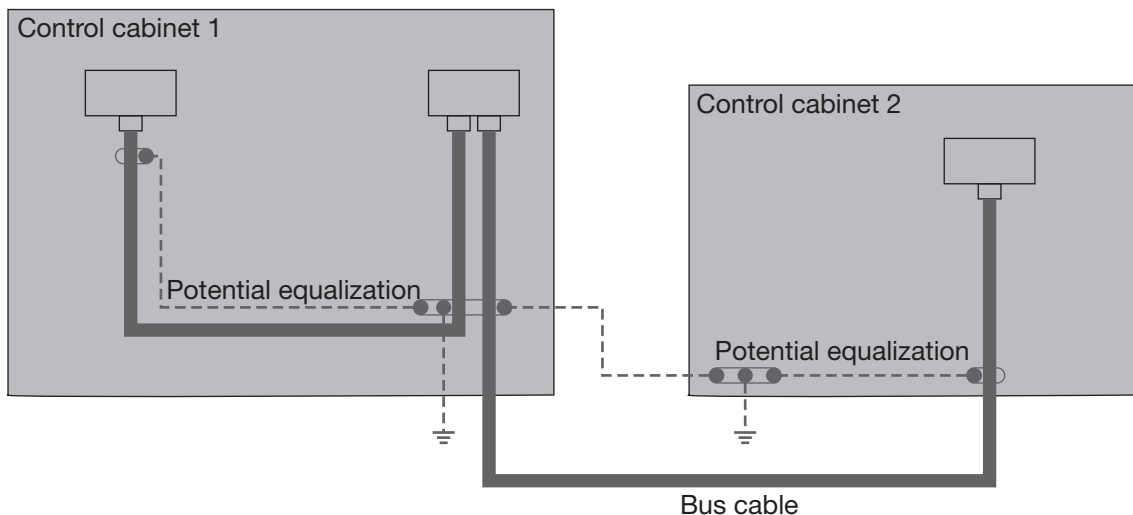 Control cabinet 1
Control cabinet 2
Potential equalization
Potential equalization
Bus cable